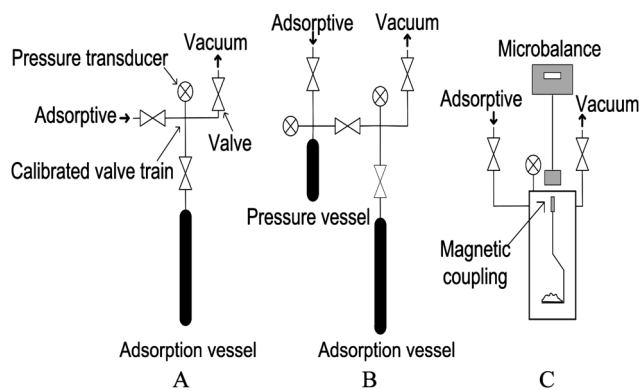 Pressure transducer
Vacuum
Adsorptive
Valve
Calibrated valve train
Adsorption vessel
A
Adsorptive
Vacuum
Pressure vessel
Adsorption vessel
B
Microbalance
Adsorptive
Vacuum
Magnetic
coupling
C